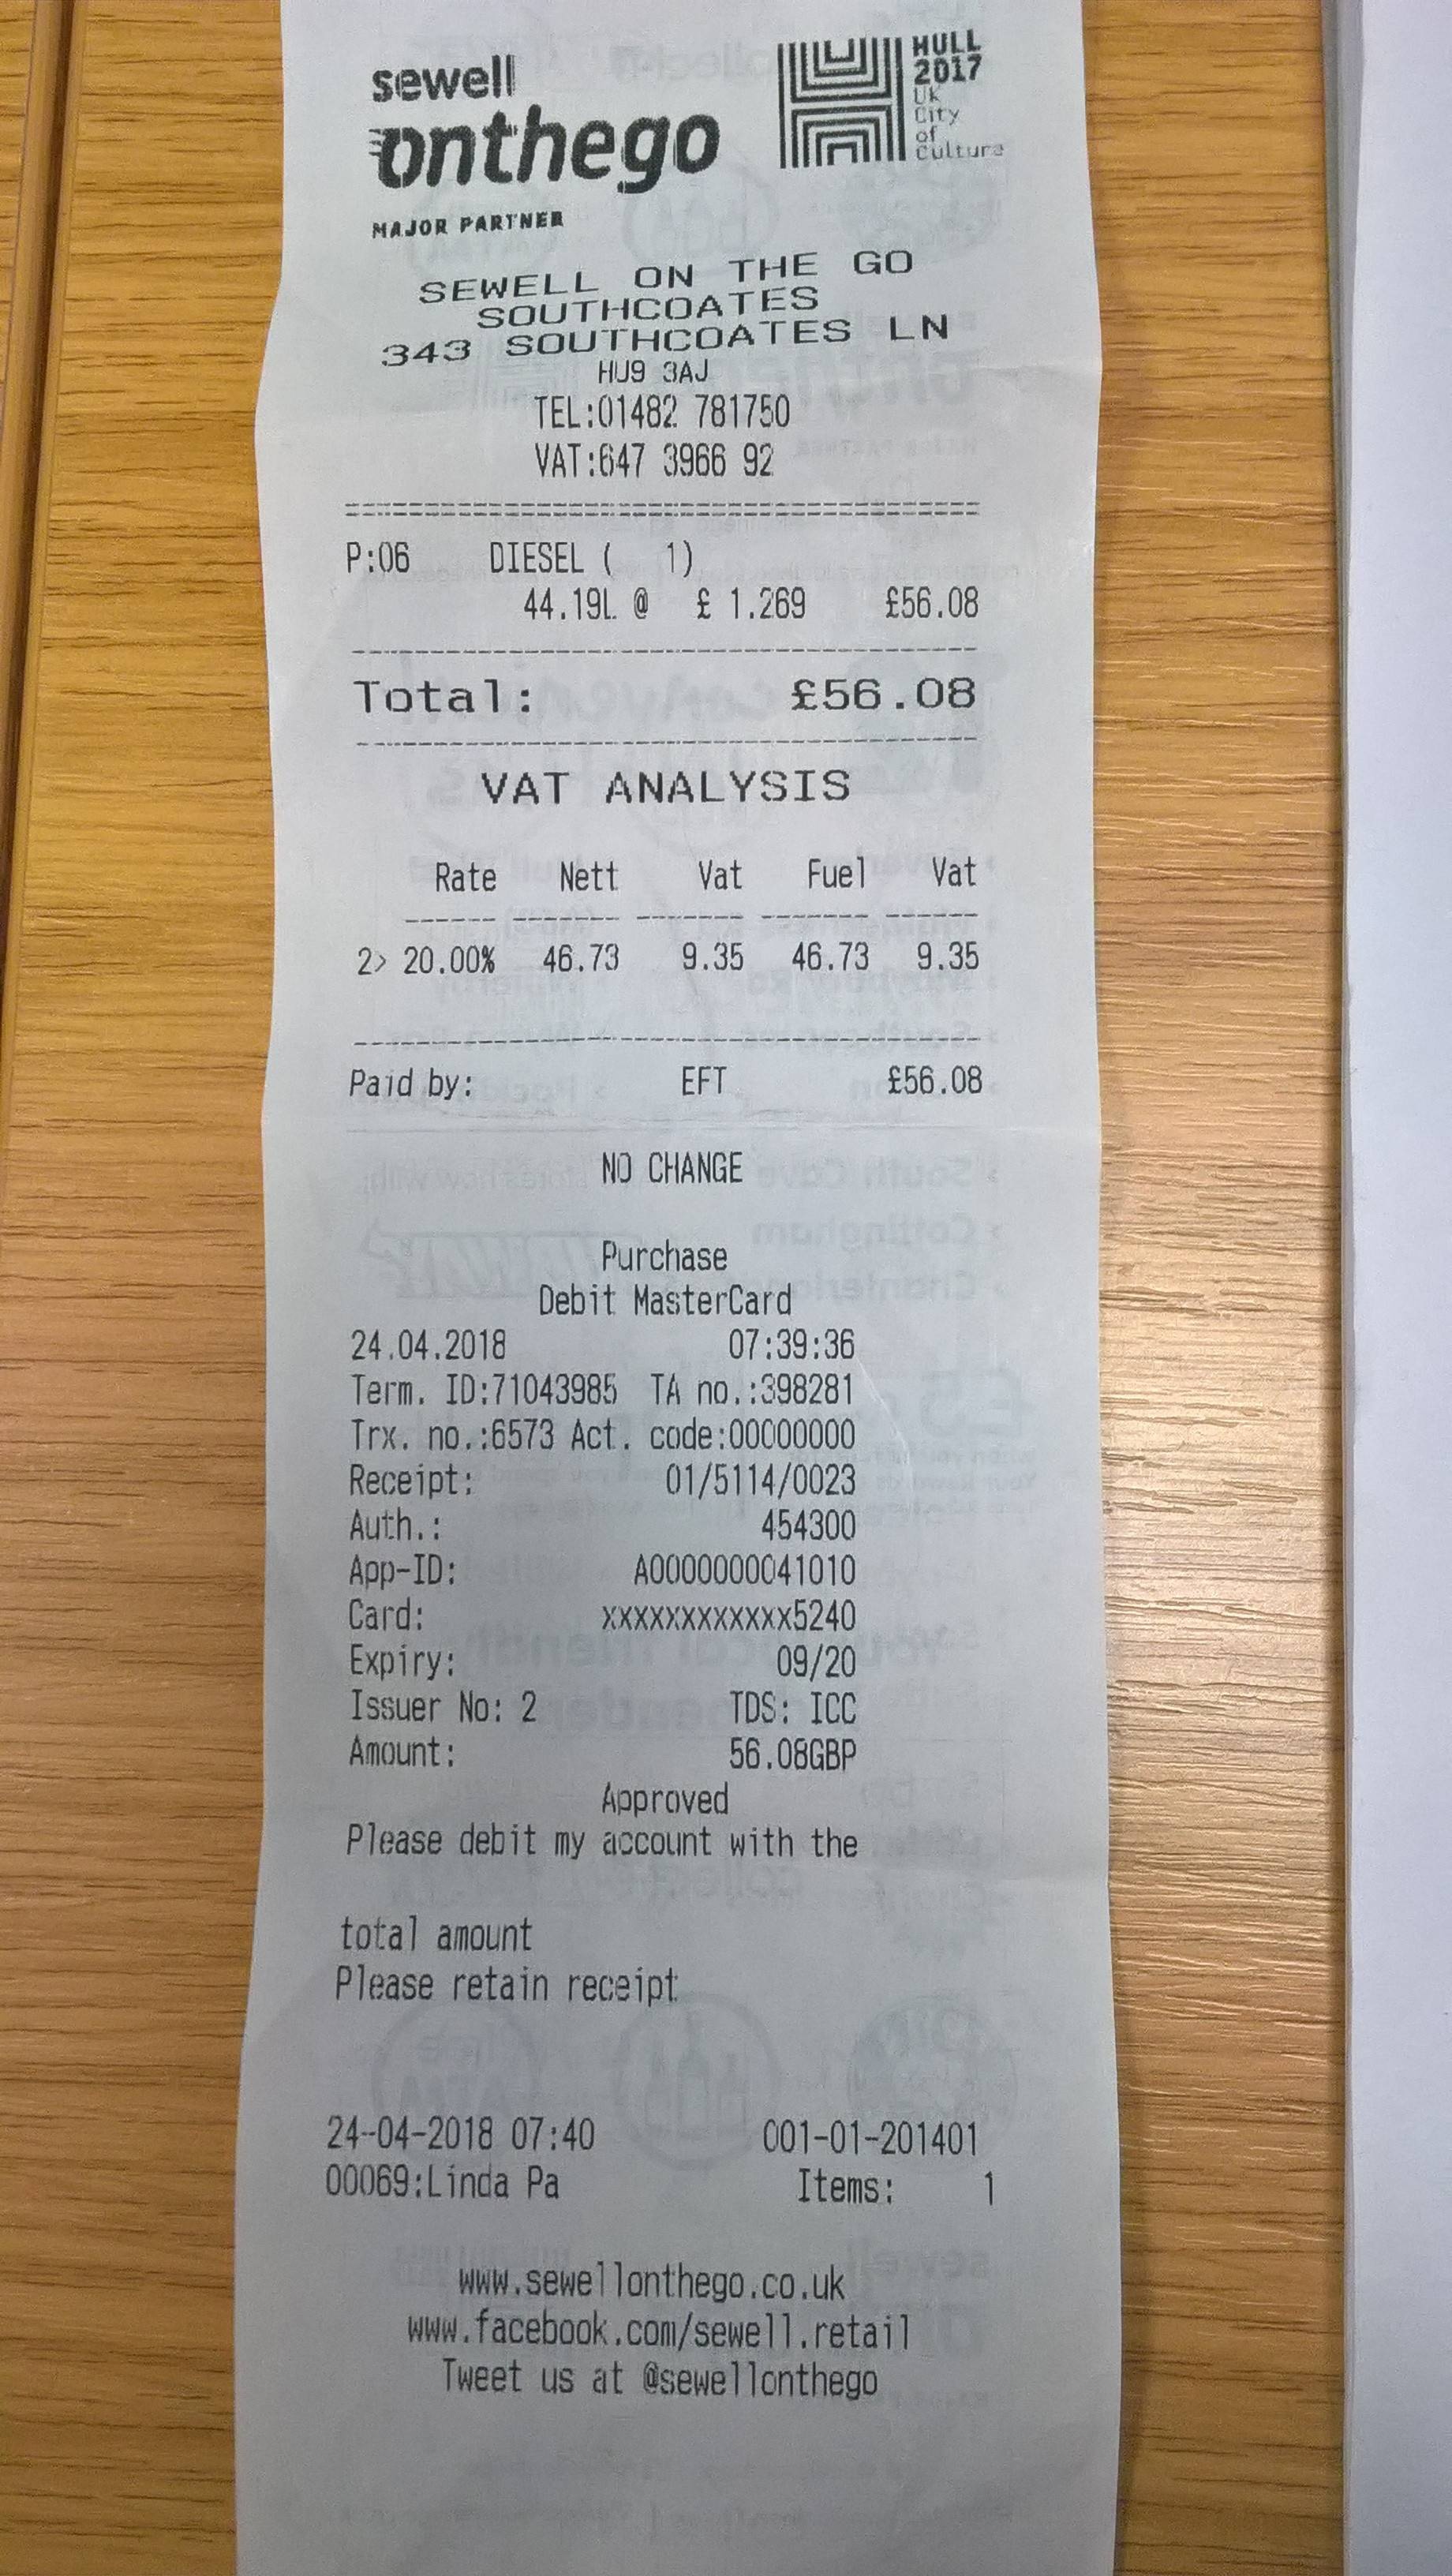 sewell
onthego
MAJOR PARTNER
HULL
2017
UK
City
of
Culture
SEWELL ON THE GO
SOUTHCOATES
343 SOUTHCOATES LN
HU9 3AJ
TEL:01482 781750
VAT:647 3966 92
P:06 DIESEL ( 1)
44.19L @ £ 1.269 £56.08
Total: £56.08
VAT ANALYSIS
Rate Nett Vat Fuel Vat
2> 20.00% 46.73 9.35 46.73 9.35
Paid by: EFT £56.08
NO CHANGE
Purchase
Debit MasterCard
24.04.2018 07:39:36
Term. ID:71043985 TA no.:398281
Trx. no.:6573 Act. code:00000000
Receipt: 01/5114/0023
Auth.: 454300
App-ID: A0000000041010
Card: xxxxxxxxxxxx5240
Expiry: 09/20
Issuer No: 2 TDS: ICC
Amount: 56.08GBP
Approved
Please debit my account with the
total amount
Please retain receipt
24-04-2018 07:40 001-01-201401
00069:Linda Pa Items: 1
www.sewellonthego.co.uk
www.facebook.com/sewell.retail
Tweet us at @sewellonthego